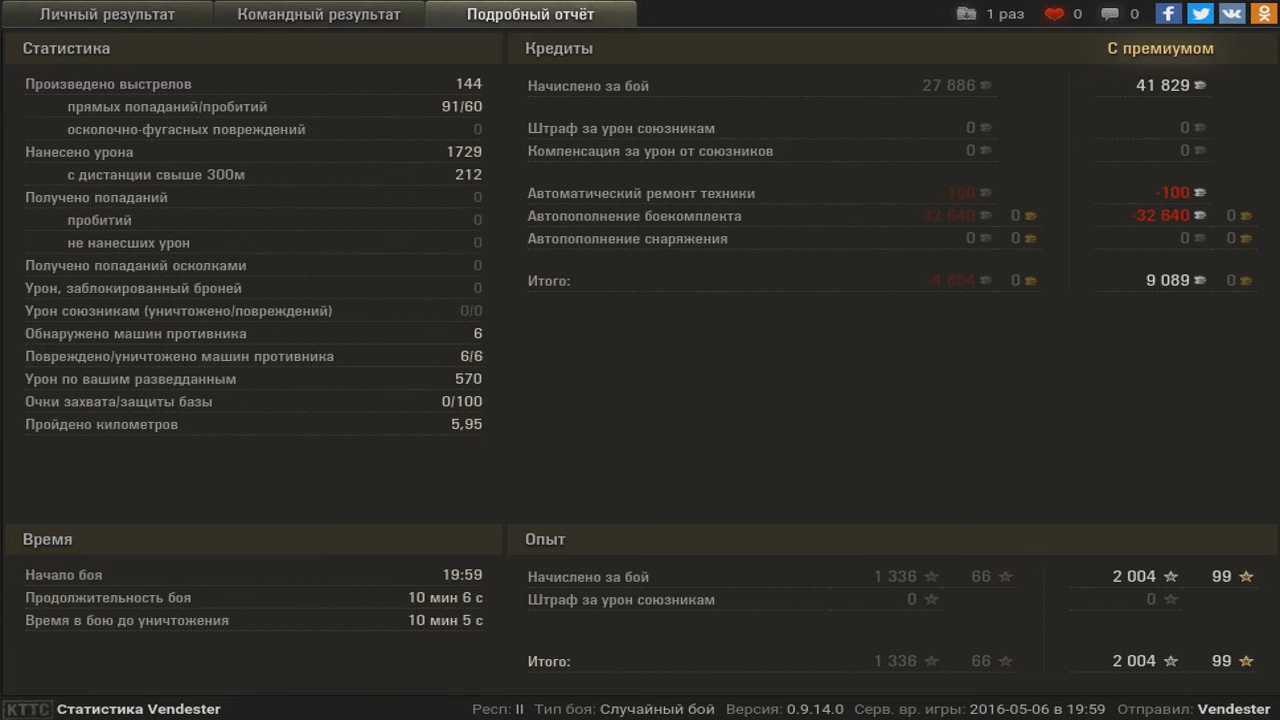 Личный результат Командный результат Подробный отчёт 1 раз 0 0
Статистика
Произведено выстрелов 144
прямых попаданий/пробитий 91/60
осколочно-фугасных повреждений 0
Нанесено урона 1729
с дистанции свыше 300м 212
Получено попаданий 0
пробитий 0
не нанесших урон 0
Получено попаданий осколками 0
Урон, заблокированный броней 0
Урон союзникам (уничтожено/повреждений) 0/0
Обнаружено машин противника 6
Повреждено/уничтожено машин противника 6/6
Урон по вашим разведданным 570
Очки захвата/защиты базы 0/100
Пройдено километров 5,95
Кредиты С премиумом
Начислено за бой 27 886 41 829
Штраф за урон союзникам 0 0
Компенсация за урон от союзников 0 0
Автоматический ремонт техники -100 -100
Автопополнение боекомплекта -32 640 0 -32 640 0
Автопополнение снаряжения 0 0 0 0
Итого: -4 854 0 9 089 0
Время
Начало боя 19:59
Продолжительность боя 10 мин 6 с
Время в бою до уничтожения 10 мин 5 с
Опыт
Начислено за бой 1 336 66 2 004 99
Штраф за урон союзникам 0 0
Итого: 1 336 66 2 004 99
KTTC Статистика Vendester Респ: II Тип боя: Случайный бой Версия: 0.9.14.0 Серв. вр. игры: 2016-05-06 в 19:59 Отправил: Vendester